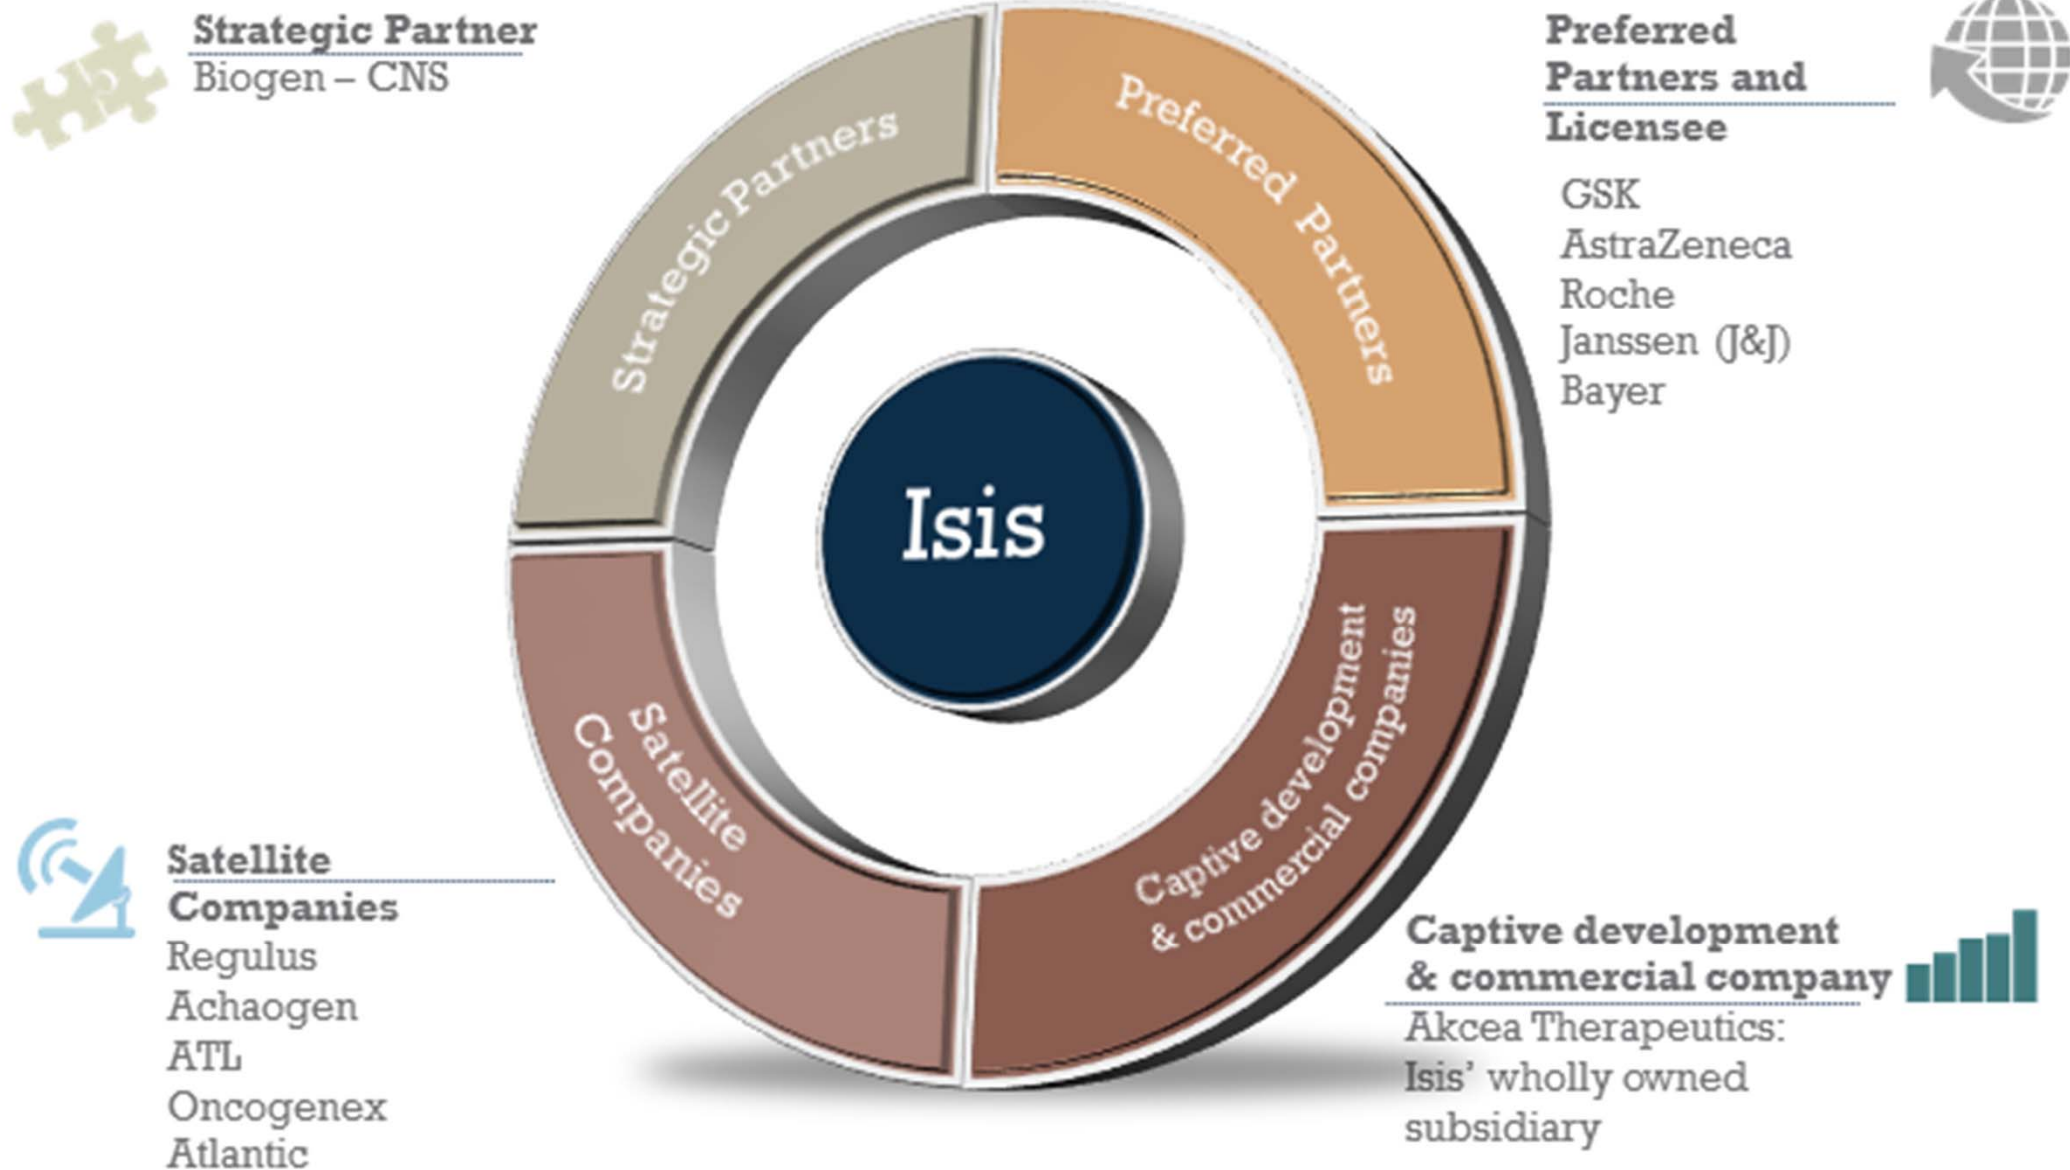 Strategic Partner
Biogen – CNS
Preferred
Partners and
Licensee
GSK
AstraZeneca
Roche
Janssen (J&J)
Bayer
Strategic Partners
Preferred Partners
Isis
Satellite
Companies
Captive development
& commercial companies
Satellite
Companies
Regulus
Achaogen
ATL
Oncogenex
Atlantic
Captive development
& commercial company
Akcea Therapeutics:
Isis’ wholly owned
subsidiary